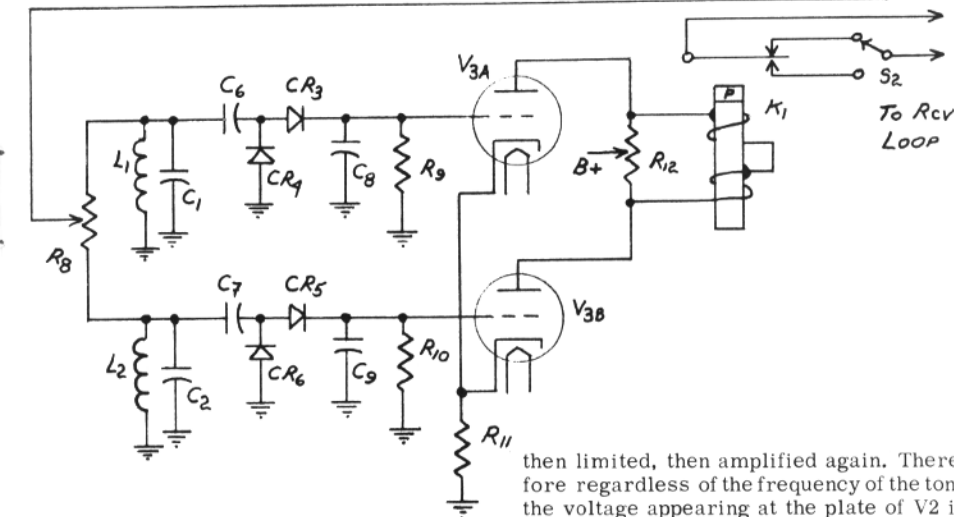 V3A
C6
CR3
P
K1
S2
To Rcv
Loop
L1
C1
CR4
C8
R9
B+
R12
R8
C7
CR5
V3B
L2
C2
CR6
C9
R10
R11
then limited, then amplified again. There
fore regardless of the frequency of the ton
the voltage appearing at the plate of V2 i